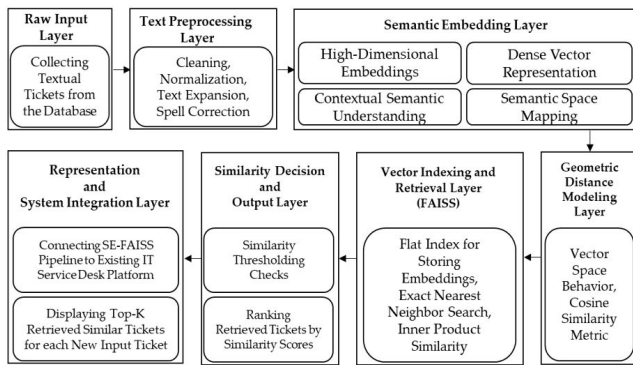 Raw Input
Layer
Collecting
Textual
Tickets from
the Database
Text Preprocessing
Layer
Cleaning,
Normalization,
Text Expansion,
Spell Correction
Semantic Embedding Layer
High-Dimensional
Embeddings
Dense Vector
Representation
Contextual Semantic
Understanding
Semantic Space
Mapping
Geometric
Distance
Modeling
Layer
Vector
Space
Behavior,
Cosine
Similarity
Metric
Vector Indexing and
Retrieval Layer
(FAISS)
Flat Index for
Storing
Embeddings,
Exact Nearest
Neighbor Search,
Inner Product
Similarity
Similarity Decision
and
Output Layer
Similarity
Thresholding
Checks
Ranking
Retrieved Tickets by
Similarity Scores
Representation
and
System Integration Layer
Connecting SE-FAISS
Pipeline to Existing IT
Service Desk Platform
Displaying Top-K
Retrieved Similar Tickets
for each New Input Ticket